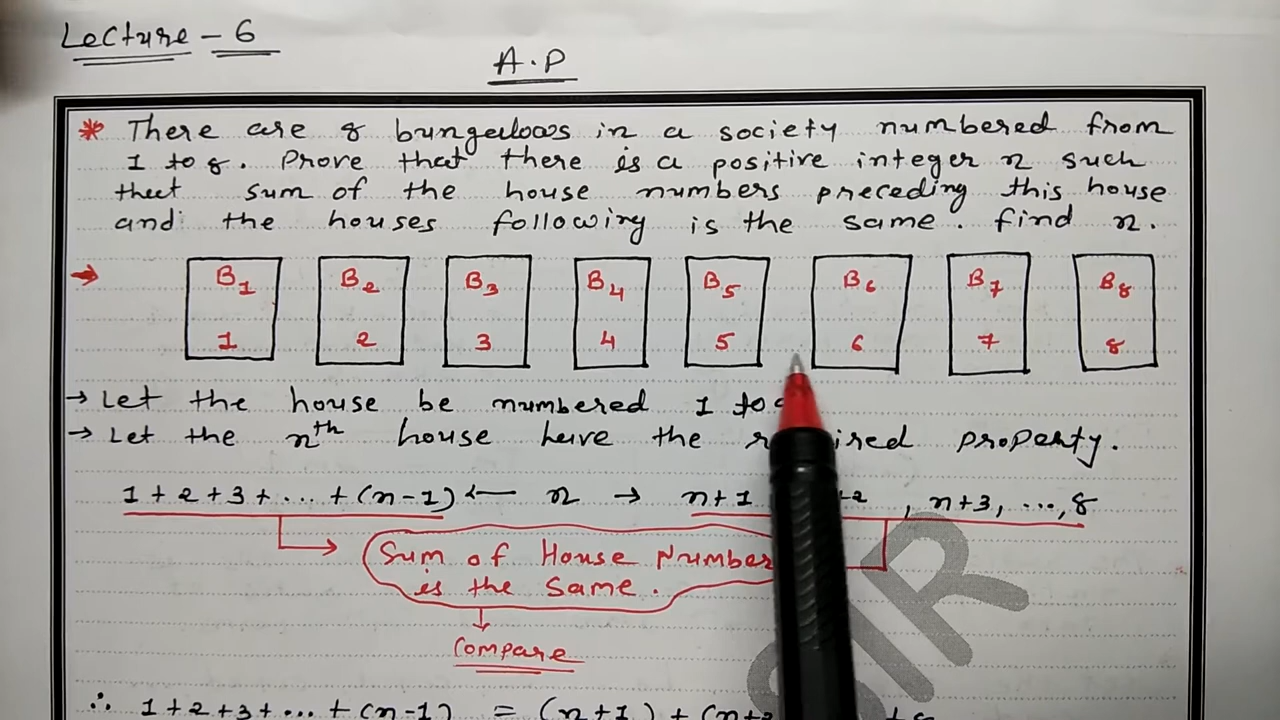 Lecture - 6
A.P
* There are 8 bungalows in a society numbered from
1 to 8. Prove that there is a positive integer n such
that sum of the house numbers preceding this house
and the houses following is the same. find n.
→ B1 B2 B3 B4 B5 B6 B7 B8
1 2 3 4 5 6 7 8
→ Let the house be numbered 1 to
→ Let the nth house have the property.
1 + 2 + 3 + ... + (n-1) ← n → n+1 , n+3, ...,8
Sum of House Number
is the Same.
Compare
SIR
∴ 1+2+3+ ... + (n-1) = (n+1) +